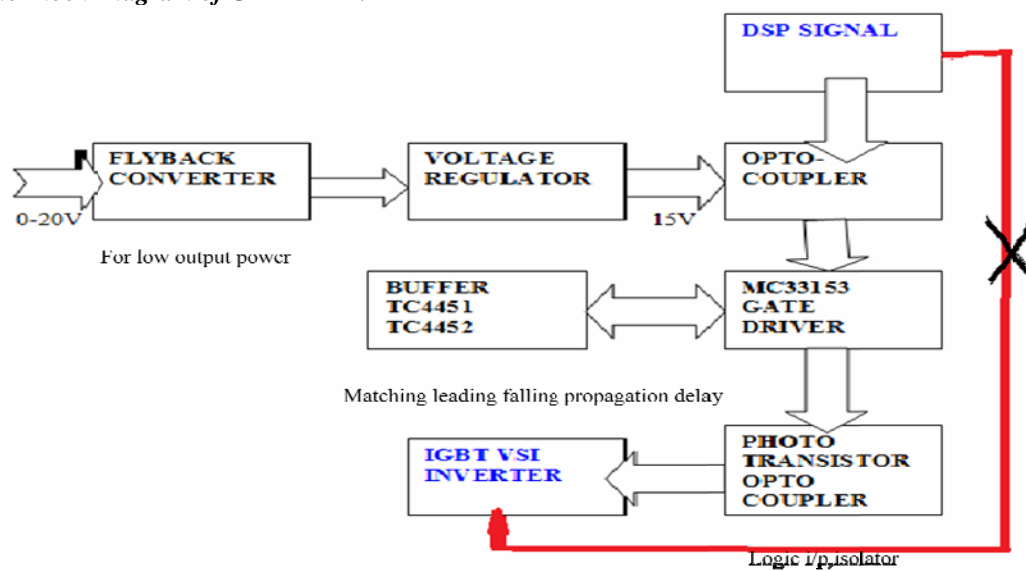 DSP SIGNAL
FLYBACK
CONVERTER
VOLTAGE
REGULATOR
OPTO-
COUPLER
0-20V
15V
For low output power
BUFFER
TC4451
TC4452
MC33153
GATE
DRIVER
Matching leading falling propagation delay
IGBT VSI
INVERTER
PHOTO
TRANSISTOR
OPTO
COUPLER
Logic i/p,isolator